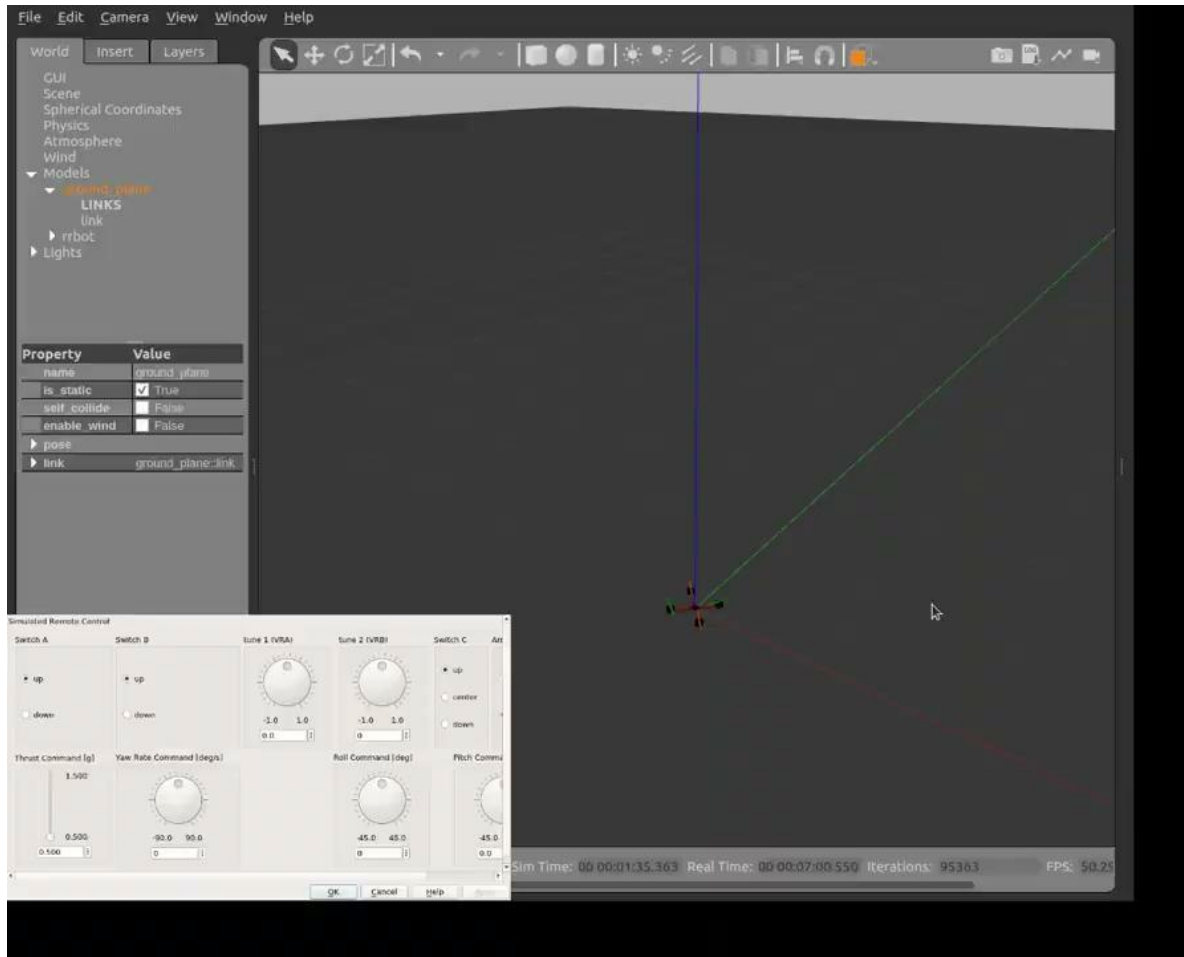 File Edit Camera View Window Help
World Insert Layers
LOG
GUI
Scene
Spherical Coordinates
Physics
Atmosphere
Wind
Models
ground_plane
LINKS
link
rrbot
Lights
Property Value
name ground_plane
is_static True
self_collide False
enable_wind False
pose
link ground_plane::link
Simulated Remote Control
Switch A Switch B tune 1 (VRA) tune 2 (VRB) Switch C
up up up
center
down down down
-1.0 1.0 -1.0 1.0
0.0 0
Thrust Command [g] Yaw Rate Command [deg/s] Roll Command [deg] Pitch Comma
1.500
0.500 -90.0 90.0 -45.0 45.0 -45.0
0.500 0 0 0.0
OK Cancel Help
Sim Time: 00 00:01:35.363 Real Time: 00 00:07:00.550 Iterations: 95363 FPS: 50.25